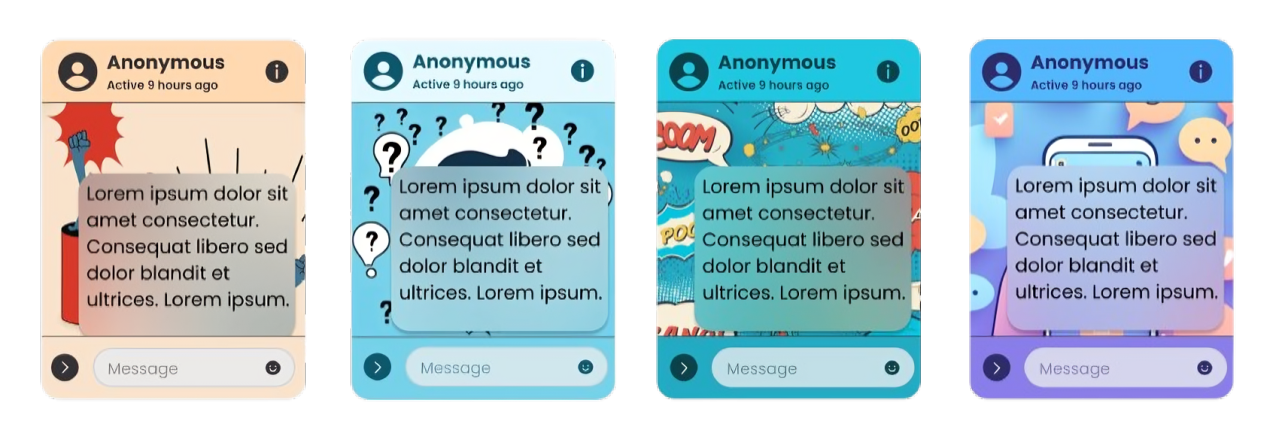 Anonymous
Active 9 hours ago
?
?
?
?
?
?
Lorem ipsum dolor sit
amet consectetur.
Consequat libero sed
dolor blandit et
ultrices. Lorem ipsum.
Message
Anonymous
Active 9 hours ago
? ? ? ? ? ? ? ? ? ? ?
?
?
?
Lorem ipsum dolor sit
amet consectetur.
Consequat libero sed
dolor blandit et
ultrices. Lorem ipsum.
Message
Anonymous
Active 9 hours ago
BOOM
Lorem ipsum dolor sit
amet consectetur.
Consequat libero sed
dolor blandit et
ultrices. Lorem ipsum.
Message
Anonymous
Active 9 hours ago
Lorem ipsum dolor sit
amet consectetur.
Consequat libero sed
dolor blandit et
ultrices. Lorem ipsum.
Message